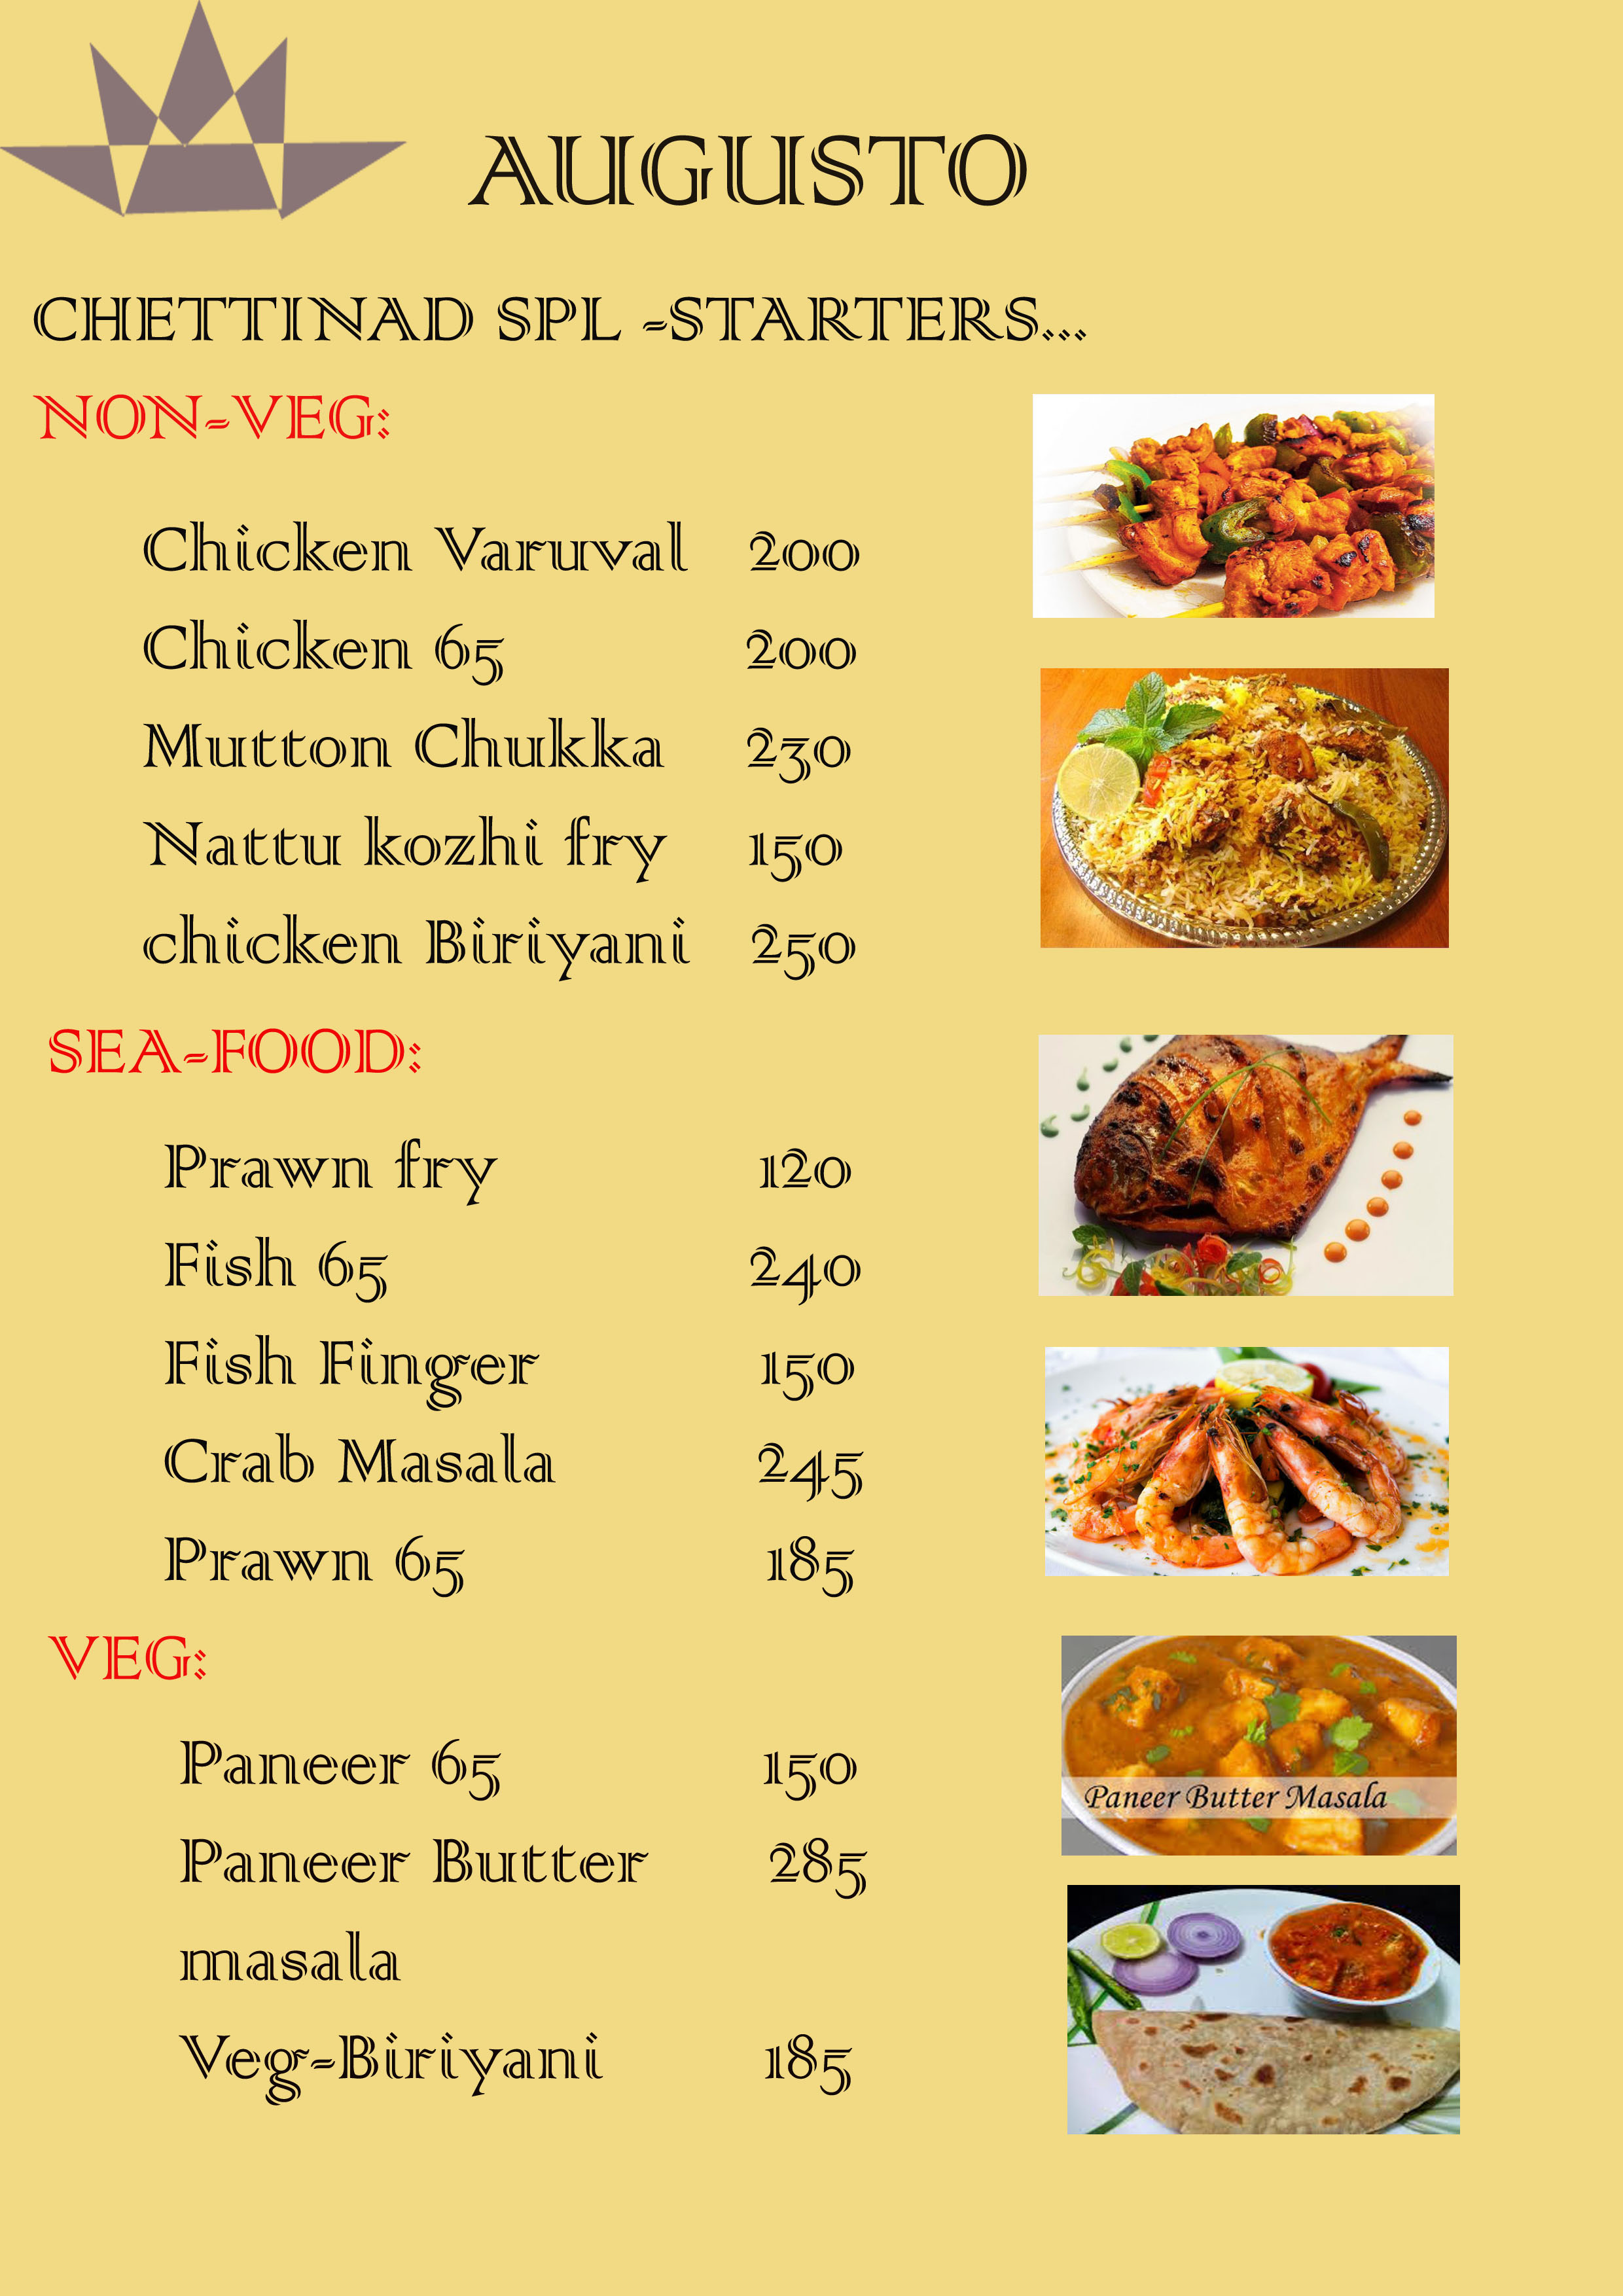 AUGUSTO
CHETTINAD SPL -STARTERS...
NON-VEG:
Chicken Varuval 200
Chicken 65 200
Mutton Chukka 230
Nattu kozhi fry 150
chicken Biriyani 250
SEA-FOOD:
Prawn fry 120
Fish 65 240
Fish Finger 150
Crab Masala 245
Prawn 65 185
VEG:
Paneer 65 150
Paneer Butter 285
masala
Veg-Biriyani 185
Paneer Butter Masala